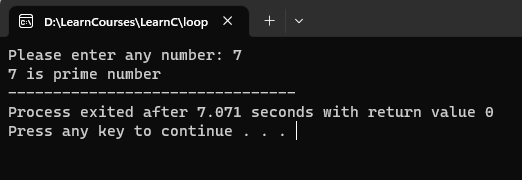 D:\LearnCourses\LearnC\loop
Please enter any number: 7
7 is prime number
--------------------------------
Process exited after 7.071 seconds with return value 0
Press any key to continue . . .